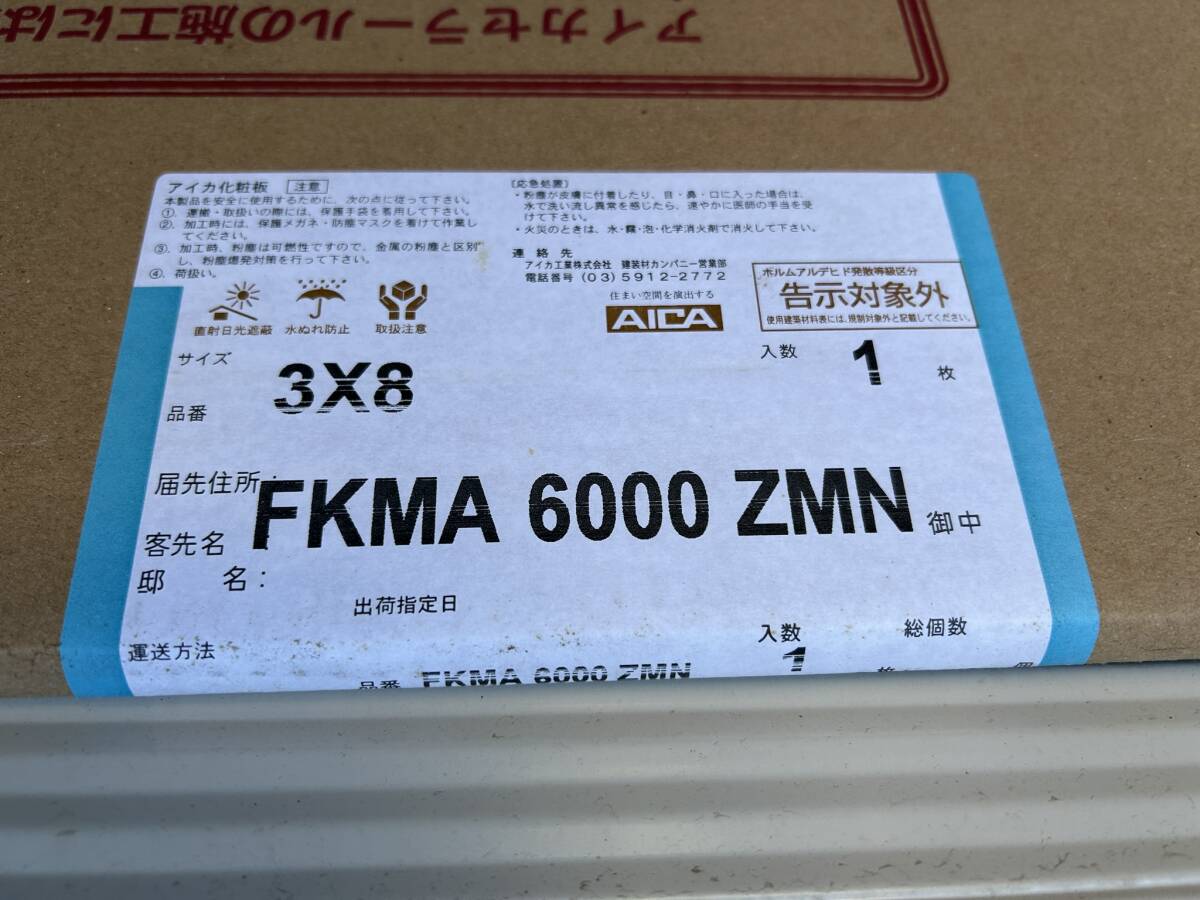 アイカセラールの施工には
アイカ化粧板 注意
本製品を安全に使用するために、次の点に従って下さい。
①. 運搬・取扱いの際には、保護手袋を着用して下さい。
②. 加工時には、保護メガネ・防塵マスクを着けて作業し
てください。
③. 加工時、粉塵は可燃性ですので、金属の粉塵と区別
し、粉塵爆発対策を行って下さい。
④. 荷扱い。
直射日光遮蔽 水ぬれ防止 取扱注意
[応急処置]
・粉塵が皮膚に付着したり、目・鼻・口に入った場合は、
水で洗い流し異常を感じたら、速やかに医師の手当を受
けて下さい。
・火災のときは、水・霧・泡・化学消火剤で消火して下さい。
連絡先
アイカ工業株式会社 建装材カンパニー営業部
電話番号 (03)5912-2772
住まい空間を演出する
AICA
ホルムアルデヒド発散等級区分
告示対象外
使用建築材料表には、規制対象外と記載してください。
サイズ 3X8 入数 1 枚
品番
届先住所:
FKMA 6000 ZMN
客先名 御中
邸 名:
出荷指定日
運送方法 入数 総個数
品番 FKMA 6000 ZMN 1 枚 個